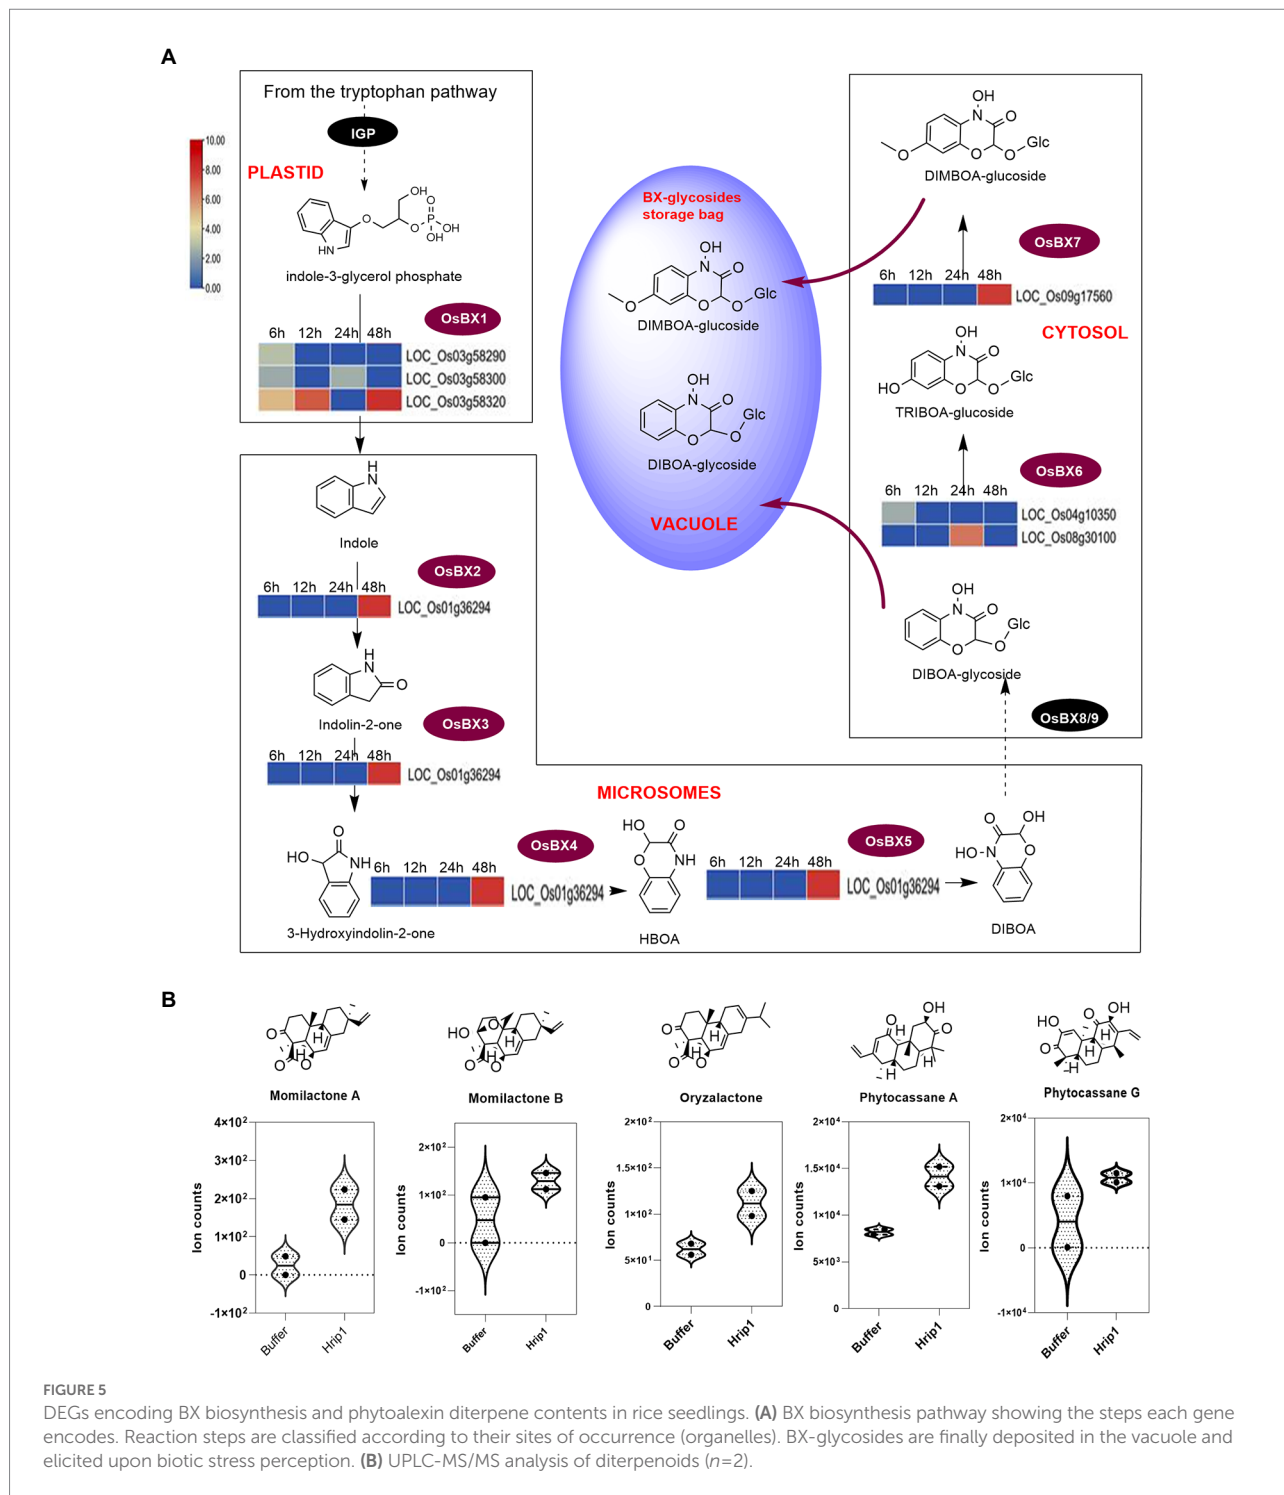 A
From the tryptophan pathway
IGP
PLASTID
10.00
8.00
6.00
4.00
2.00
0.00
OH
O
O
O
P
OH
OH
HN
indole-3-glycerol phosphate
OsBX1
6h 12h 24h 48h
LOC_Os03g58290
LOC_Os03g58300
LOC_Os03g58320
H
N
Indole
OsBX2
6h 12h 24h 48h
LOC_Os01g36294
H
N
O
Indolin-2-one
OsBX3
6h 12h 24h 48h
LOC_Os01g36294
MICROSOMES
O
HO
NH
3-Hydroxyindolin-2-one
OsBX4
6h 12h 24h 48h
LOC_Os01g36294
HO
O
O
NH
HBOA
OsBX5
6h 12h 24h 48h
LOC_Os01g36294
OH
O
HO
N
O
DIBOA
BX-glycosides
storage bag
OH
N
O
O
O
O
Glc
DIMBOA-glucoside
OH
N
O
O
O
Glc
DIBOA-glycoside
VACUOLE
OH
N
O
O
O
O
Glc
DIMBOA-glucoside
OsBX7
6h 12h 24h 48h
LOC_Os09g17560
CYTOSOL
OH
N
O
HO
O
O
Glc
TRIBOA-glucoside
OsBX6
6h 12h 24h 48h
LOC_Os04g10350
LOC_Os08g30100
OH
N
O
O
O
Glc
DIBOA-glycoside
OsBX8/9
B
O
H
H
O
O
Momilactone A
HO
O
H
H
O
O
Momilactone B
O
H
H
O
O
Oryzalactone
OH
O
H
O
H
H
Phytocassane A
OH
O
HO
O
H
H
H
Phytocassane G
Ion counts
4×10²
3×10²
2×10²
1×10²
0
-1×10²
Buffer
Hrip1
Ion counts
2×10²
1×10²
0
-1×10²
Buffer
Hrip1
Ion counts
2×10²
1.5×10²
1×10²
5×10¹
0
Buffer
Hrip1
Ion counts
2×10⁴
1.5×10⁴
1×10⁴
5×10³
0
Buffer
Hrip1
Ion counts
2×10⁴
1×10⁴
0
-1×10⁴
Buffer
Hrip1
FIGURE 5
DEGs encoding BX biosynthesis and phytoalexin diterpene contents in rice seedlings. (A) BX biosynthesis pathway showing the steps each gene
encodes. Reaction steps are classified according to their sites of occurrence (organelles). BX-glycosides are finally deposited in the vacuole and
elicited upon biotic stress perception. (B) UPLC-MS/MS analysis of diterpenoids (n=2).